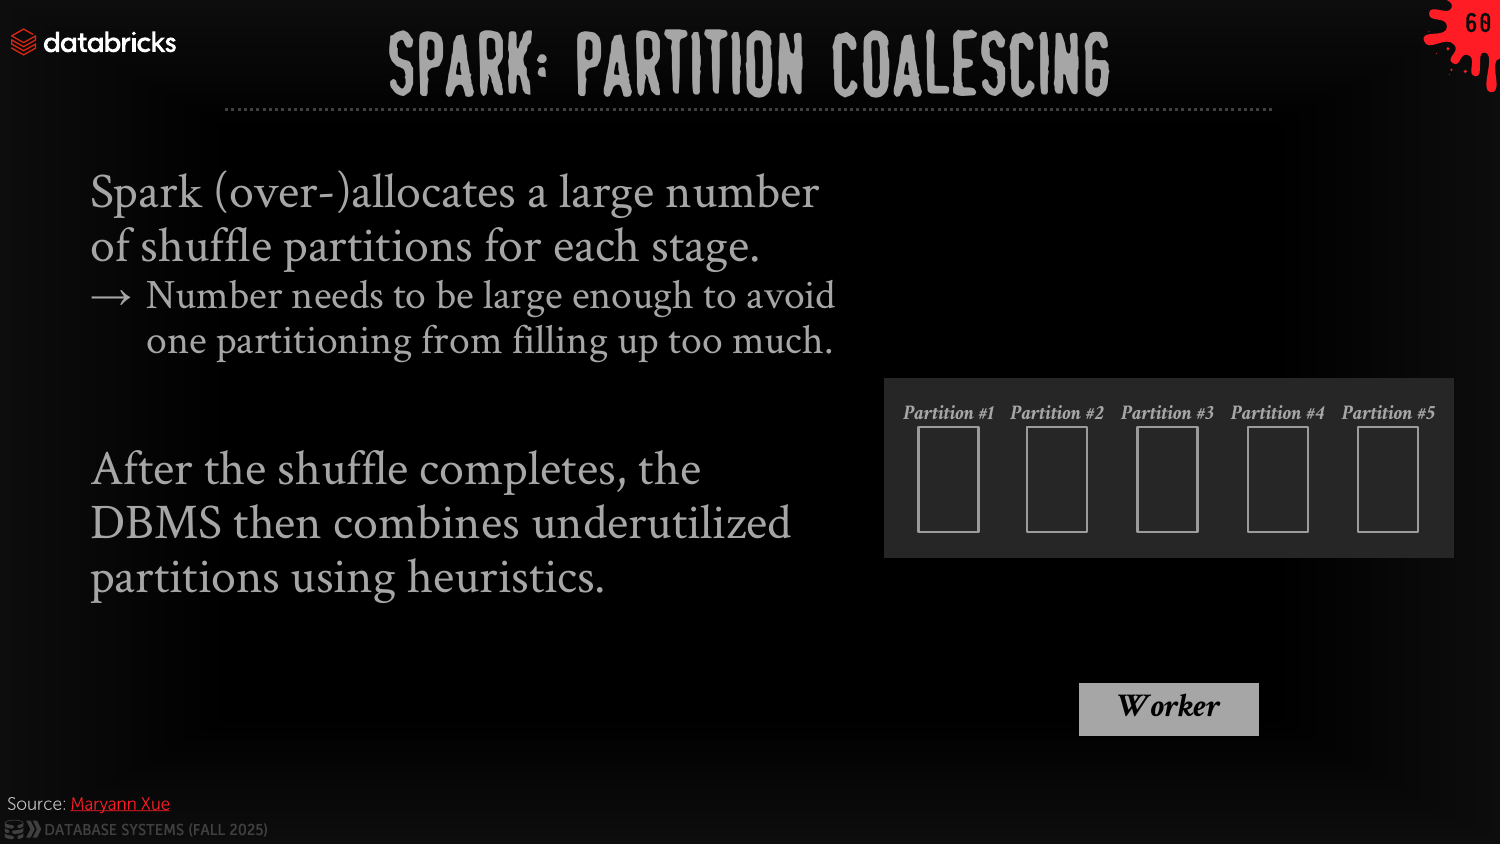 databricks
SPARK: PARTITION COALESCING
60
Spark (over-)allocates a large number
of shuffle partitions for each stage.
→ Number needs to be large enough to avoid
one partitioning from filling up too much.
After the shuffle completes, the
DBMS then combines underutilized
partitions using heuristics.
Partition #1 Partition #2 Partition #3 Partition #4 Partition #5
Worker
Source: Maryann Xue
DATABASE SYSTEMS (FALL 2025)